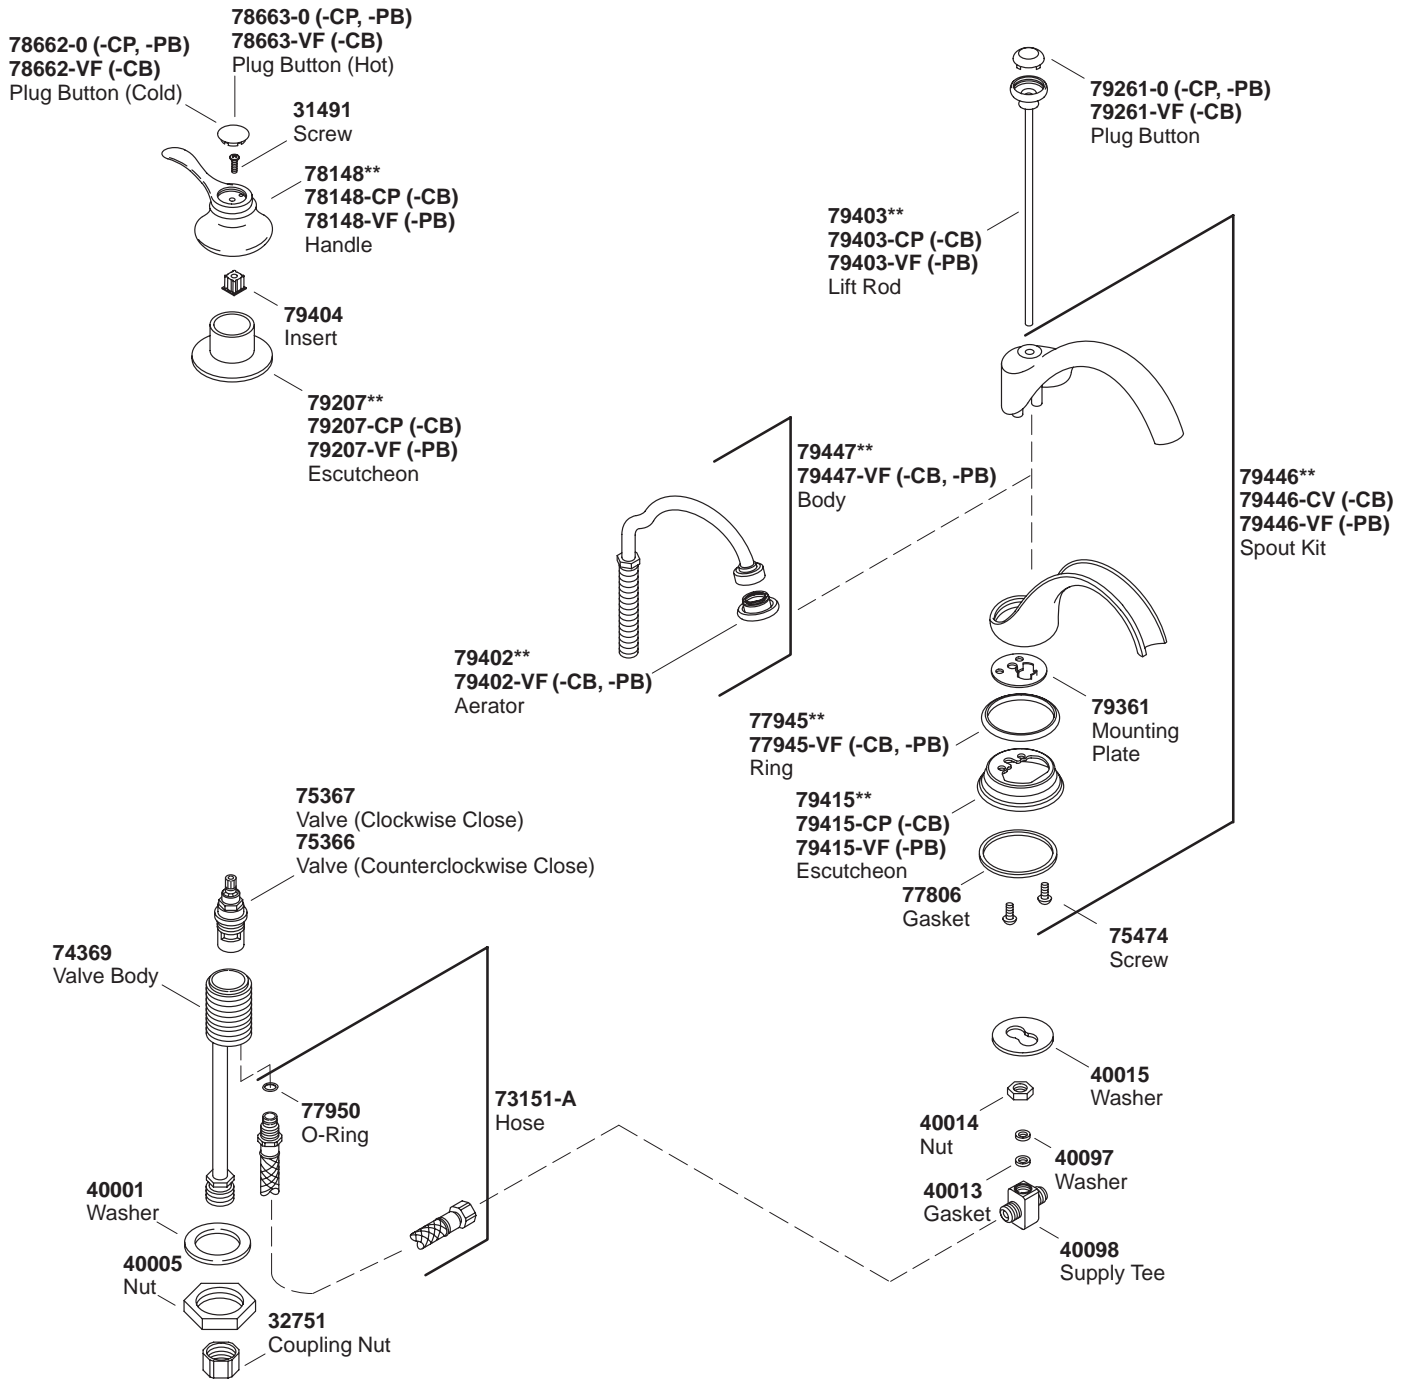 78663-0 (-CP, -PB)
78663-VF (-CB)
Plug Button (Hot)
78662-0 (-CP, -PB)
78662-VF (-CB)
Plug Button (Cold)
31491
Screw
78148**
78148-CP (-CB)
78148-VF (-PB)
Handle
79404
Insert
79207**
79207-CP (-CB)
79207-VF (-PB)
Escutcheon
79261-0 (-CP, -PB)
79261-VF (-CB)
Plug Button
79403**
79403-CP (-CB)
79403-VF (-PB)
Lift Rod
79447**
79447-VF (-CB, -PB)
Body
79446**
79446-CV (-CB)
79446-VF (-PB)
Spout Kit
79402**
79402-VF (-CB, -PB)
Aerator
79361
Mounting
Plate
77945**
77945-VF (-CB, -PB)
Ring
79415**
79415-CP (-CB)
79415-VF (-PB)
Escutcheon
77806
Gasket
75474
Screw
75367
Valve (Clockwise Close)
75366
Valve (Counterclockwise Close)
74369
Valve Body
77950
O-Ring
73151-A
Hose
40001
Washer
40005
Nut
32751
Coupling Nut
40015
Washer
40014
Nut
40097
Washer
40013
Gasket
40098
Supply Tee